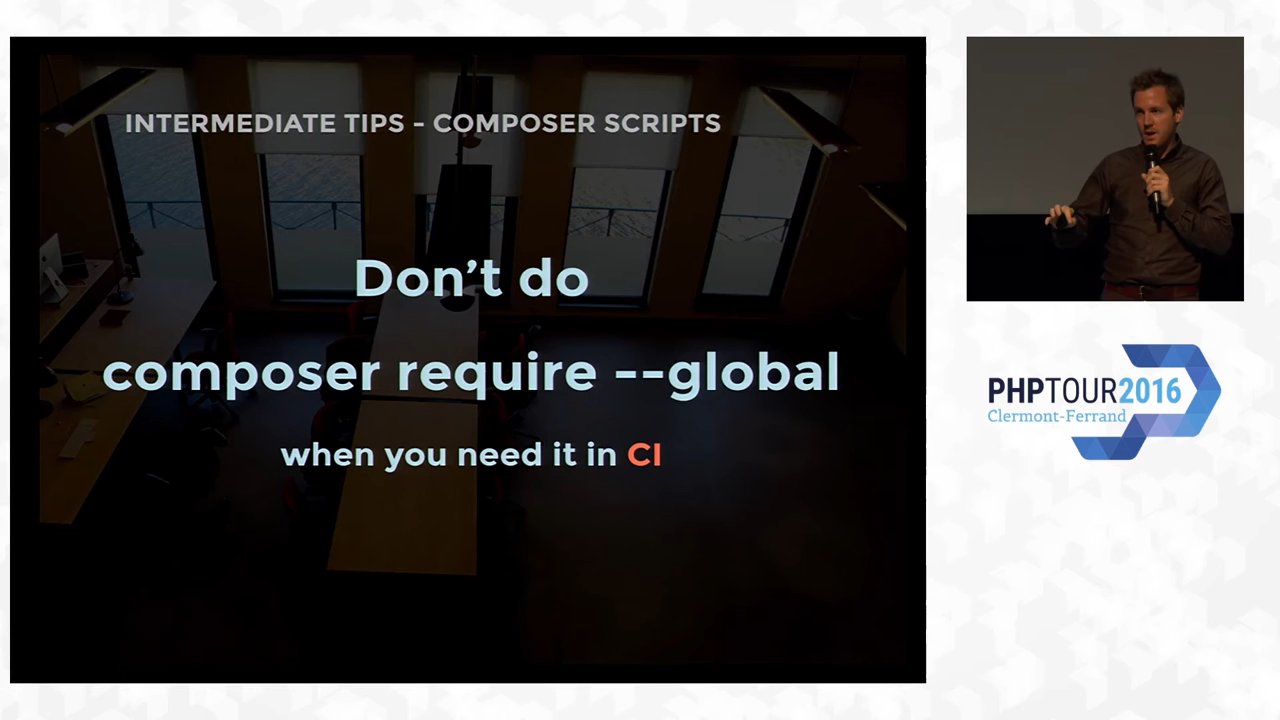 INTERMEDIATE TIPS - COMPOSER SCRIPTS
Don't do
composer require --global
when you need it in CI
PHPTOUR2016
Clermont-Ferrand